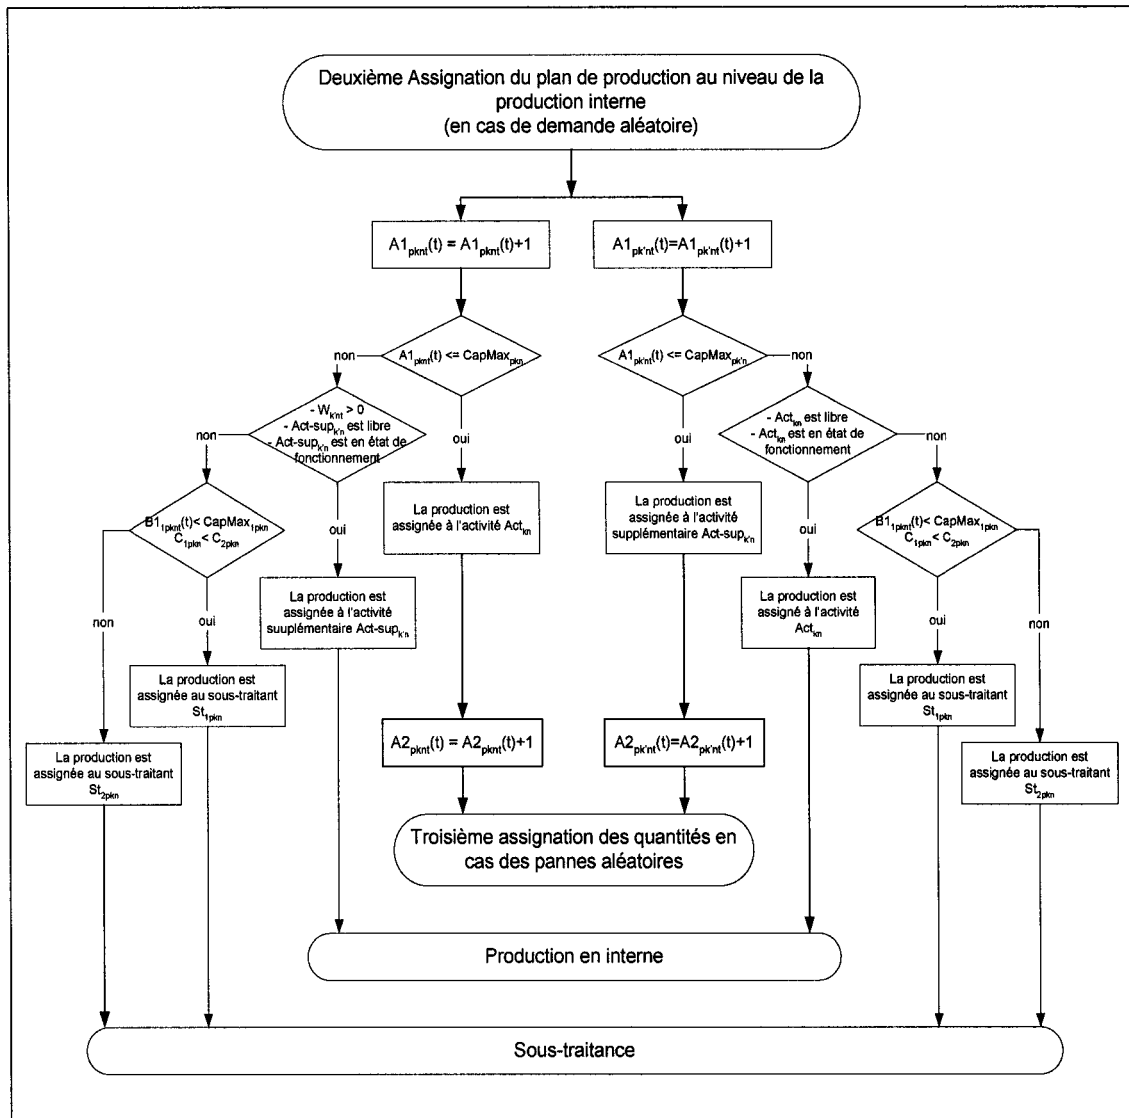 Deuxième Assignation du plan de production au niveau de la
production interne
(en cas de demande aléatoire)
A1pknt(t) = A1pknt(t)+1
A1pk'nt(t)=A1pk'nt(t)+1
non
A1pknt(t) <= CapMaxpkn
A1pk'nt(t) <= CapMaxpk'n
non
- Wk'nt > 0
- Act-supk'n est libre
- Act-supk'n est en état de
fonctionnement
- Actkn est libre
- Actkn est en état de
fonctionnement
non
oui
oui
non
La production est
assignée à l'activité Actkn
La production est
assignée à l'activité
supplémentaire Act-supk'n
B11pknt(t)< CapMax1pkn
C1pkn< C2pkn
oui
oui
B11pknt(t)< CapMax1pkn
C1pkn< C2pkn
La production est
assignée à l'activité
suuplémentaire Act-supk'n
La production est
assigné à l'activité
Actkn
non
oui
oui
non
La production est
assignée au sous-traitant
St1pkn
La production est
assignée au sous-traitant
St1pkn
A2pknt(t) = A2pknt(t)+1
A2pk'nt(t)=A2pk'nt(t)+1
La production est
assignée au sous-traitant
St2pkn
La production est
assignée au sous-traitant
St2pkn
Troisième assignation des quantités en
cas des pannes aléatoires
Production en interne
Sous-traitance